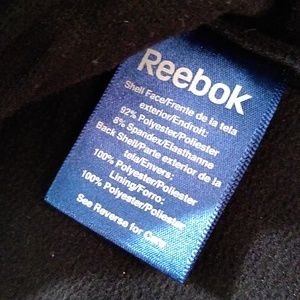 Reebok
Shell Face/Frente de la tela
exterior/Endroit:
92% Polyester/Poliester
8% Spandex/Elasthanne
Back Shell/Parte exterior de la
tela/Envers:
100% Polyester/Poliester
Lining/Forro:
100% Polyester/Poliester
See Reverse for Care